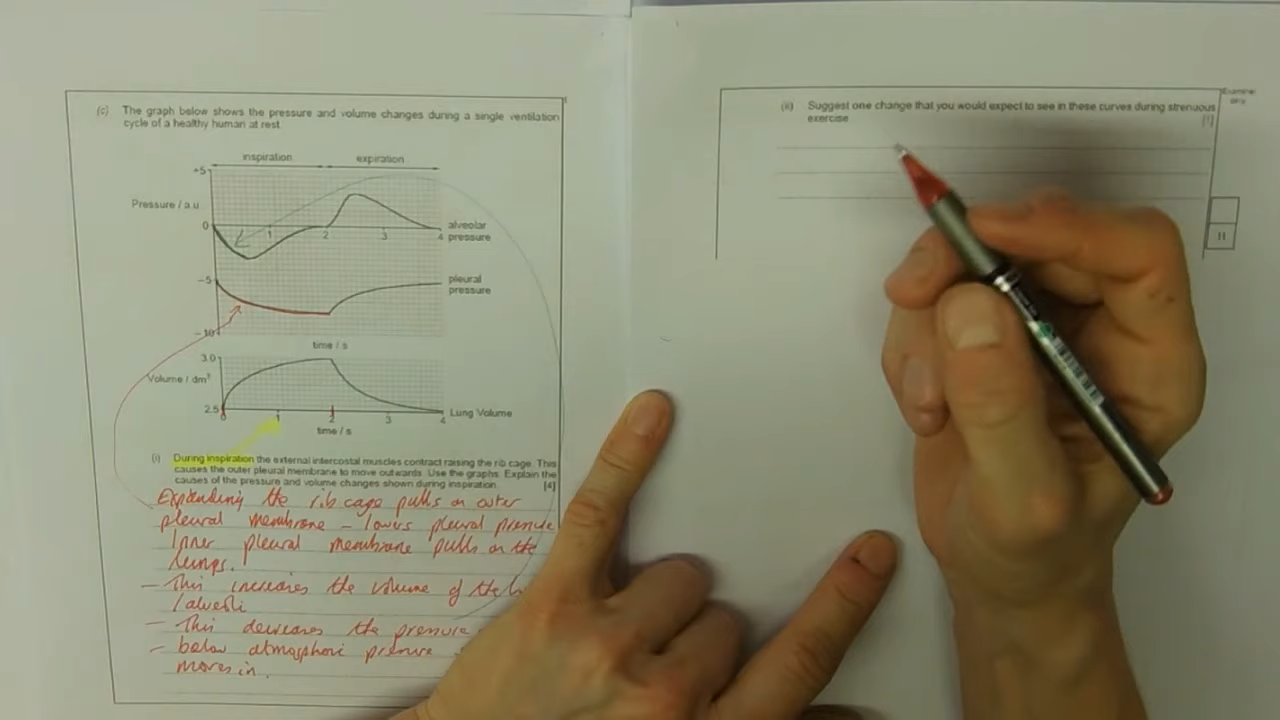 (c) The graph below shows the pressure and volume changes during a single ventilation
cycle of a healthy human at rest.
inspiration expiration
+5
Pressure / a.u.
0
1 2 3 4
alveolar
pressure
-5
pleural
pressure
-10
time / s
3.0
Volume / dm³
2.5
0 1 2 3 4
Lung Volume
time / s
(i) During inspiration the external intercostal muscles contract raising the rib cage. This
causes the outer pleural membrane to move outwards. Use the graphs. Explain the
causes of the pressure and volume changes shown during inspiration. [4]
Expanding the rib cage pulls on outer
pleural membrane – lowers pleural pressure
Inner pleural membrane pulls on the
lungs.
– This increases the volume of the
/alveoli
– This decreases the pressure
– below atmospheric pressure
moves in.
(ii) Suggest one change that you would expect to see in these curves during strenuous
exercise. [1]
Examiner
only
11